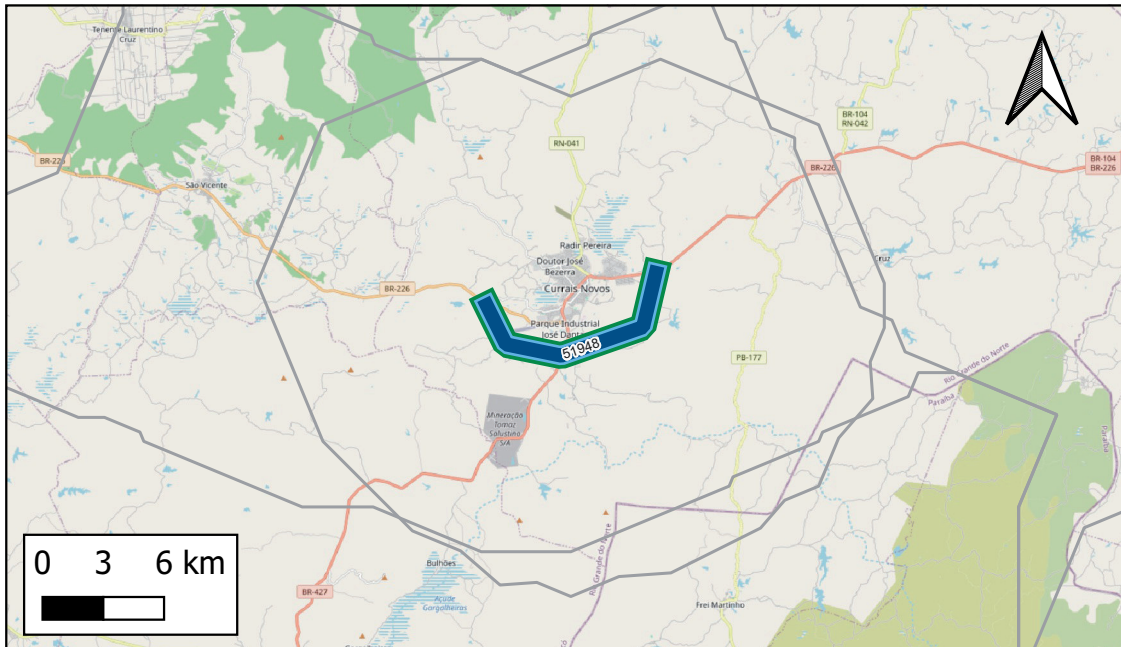 Tenente Laurentino
Cruz
BR-104
RN-042
RN-041
BR-226
BR-226
BR-104
BR-226
São Vicente
Radir Pereira
Doutor José
Bezerra
Cruz
BR-226
Currais Novos
Parque Industrial
José Dantas
51948
PB-177
Rio Grande do Norte
Paraíba
Mineração
Tomaz
Salustino
S/A
Paraíba
Rio Grande do Norte
0 3 6 km
Bulhões
BR-427
Açude
Gargalheiras
Frei Martinho